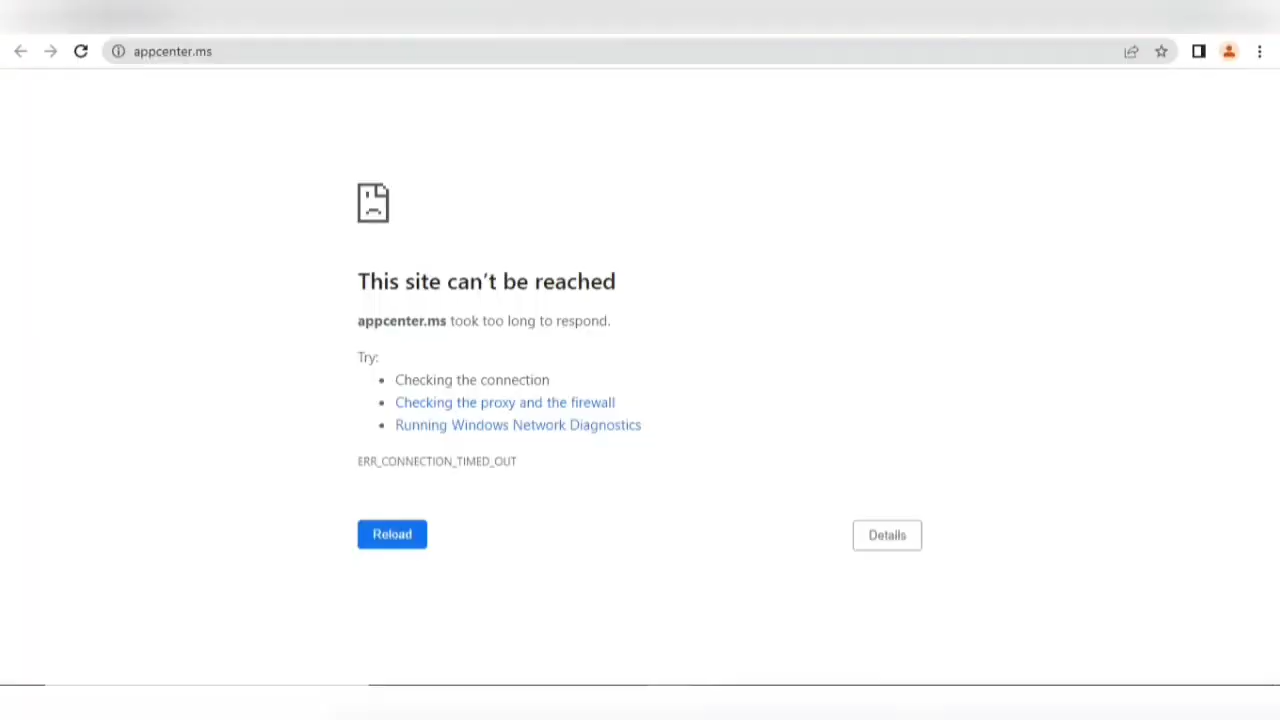 appcenter.ms
This site can't be reached
appcenter.ms took too long to respond.
Try:
• Checking the connection
• Checking the proxy and the firewall
• Running Windows Network Diagnostics
ERR_CONNECTION_TIMED_OUT
Reload
Details